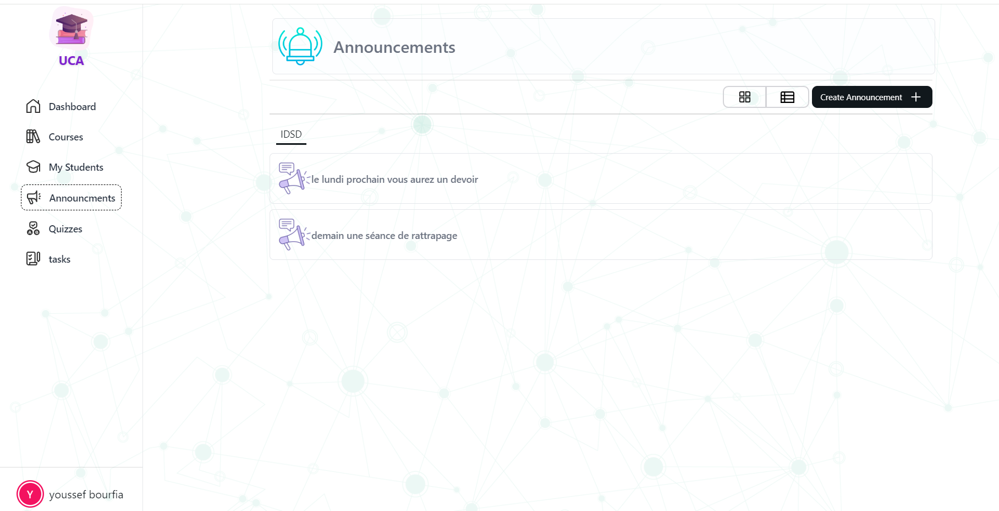 UCA
Dashboard
Courses
My Students
Announcments
Quizzes
tasks
Y
youssef bourfia
Announcements
Create Announcement
IDSD
le lundi prochain vous aurez un devoir
demain une séance de rattrapage